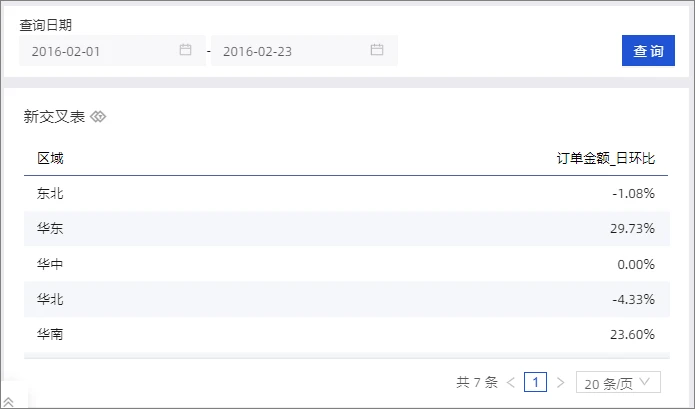 查询日期
2016-02-01 - 2016-02-23 查 询
新交叉表
区域 订单金额_日环比
东北 -1.08%
华东 29.73%
华中 0.00%
华北 -4.33%
华南 23.60%
共 7 条 < 1 > 20 条/页